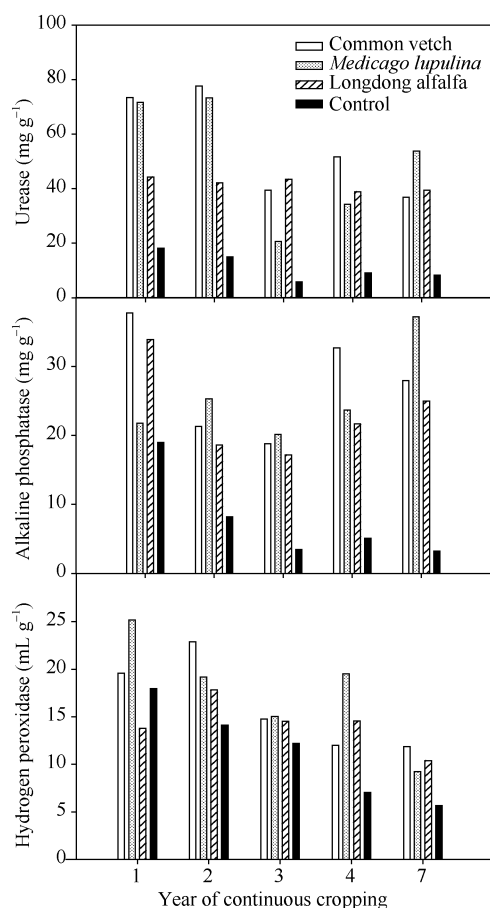 100
80
60
40
20
0
Urease (mg g⁻¹)
Common vetch
Medicago lupulina
Longdong alfalfa
Control
30
20
10
0
Alkaline phosphatase (mg g⁻¹)
25
20
15
10
5
0
Hydrogen peroxidase (mL g⁻¹)
1 2 3 4 7
Year of continuous cropping